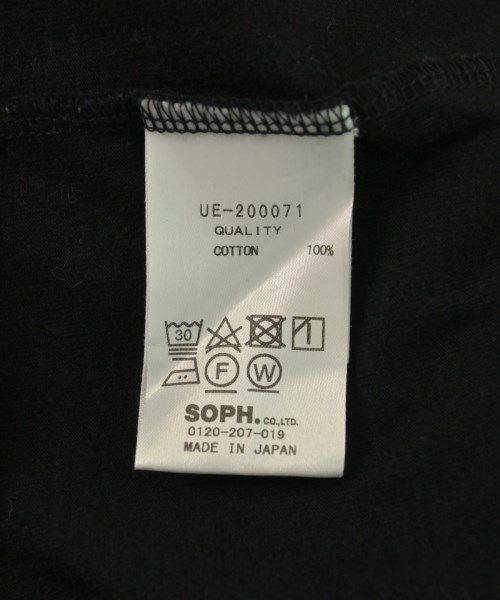 UE-200071
QUALITY
COTTON 100%
30
F W
SOPH.CO.,LTD.
0120-207-019
MADE IN JAPAN